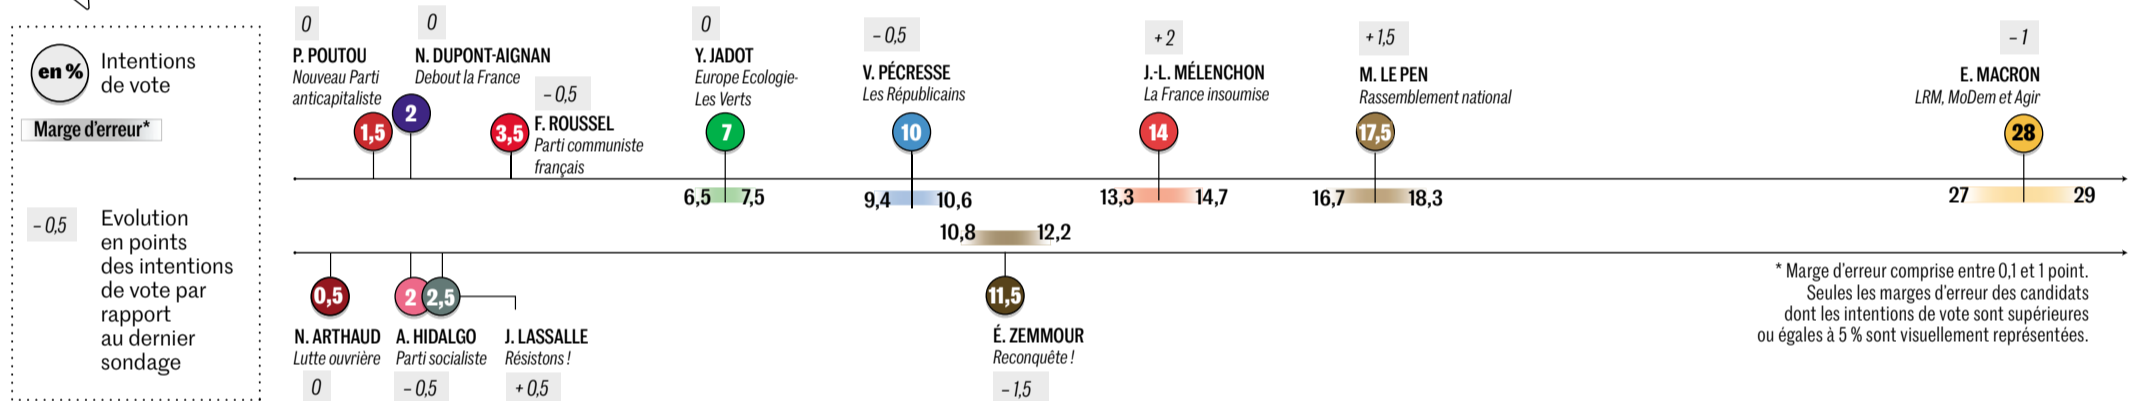 en %
Intentions
de vote
Marge d'erreur*
– 0,5
Evolution
en points
des intentions
de vote par
rapport
au dernier
sondage
0
P. POUTOU
Nouveau Parti
anticapitaliste
1,5
0
N. DUPONT-AIGNAN
Debout la France
2
– 0,5
3,5
F. ROUSSEL
Parti communiste
français
0
Y. JADOT
Europe Ecologie-
Les Verts
7
6,5 7,5
– 0,5
V. PÉCRESSE
Les Républicains
10
9,4 10,6
+ 2
J.-L. MÉLENCHON
La France insoumise
14
13,3 14,7
+ 1,5
M. LE PEN
Rassemblement national
17,5
16,7 18,3
– 1
E. MACRON
LRM, MoDem et Agir
28
27 29
0,5
N. ARTHAUD
Lutte ouvrière
0
2
A. HIDALGO
Parti socialiste
– 0,5
2,5
J. LASSALLE
Résistons !
+ 0,5
10,8 12,2
11,5
É. ZEMMOUR
Reconquête !
– 1,5
* Marge d'erreur comprise entre 0,1 et 1 point.
Seules les marges d'erreur des candidats
dont les intentions de vote sont supérieures
ou égales à 5 % sont visuellement représentées.